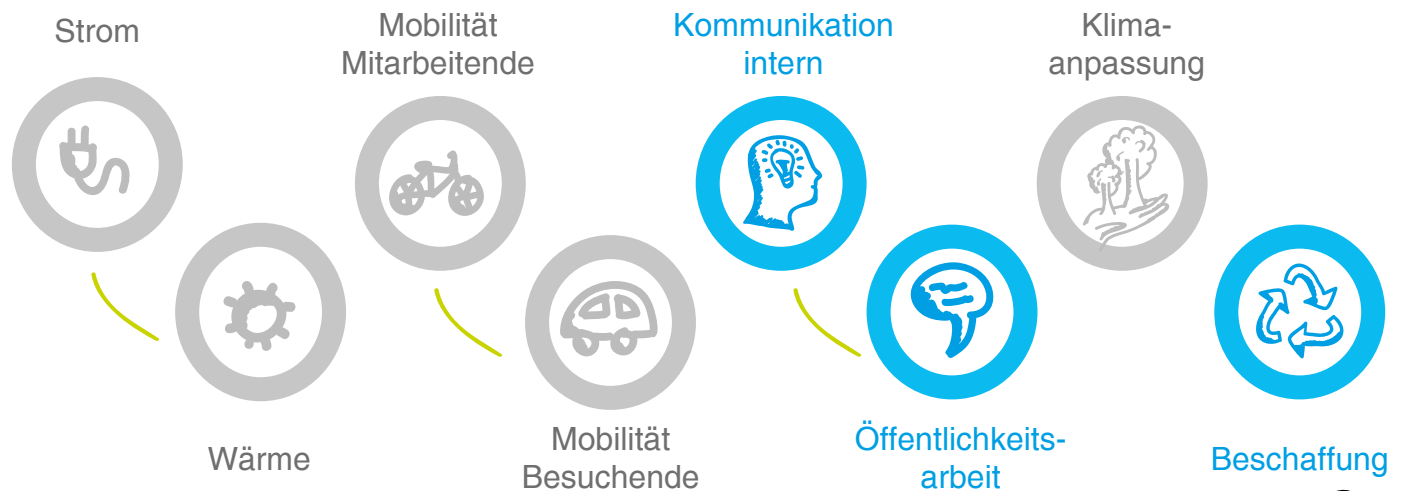 Strom
Mobilität
Mitarbeitende
Kommunikation
intern
Klima-
anpassung
Wärme
Mobilität
Besuchende
Öffentlichkeits-
arbeit
Beschaffung